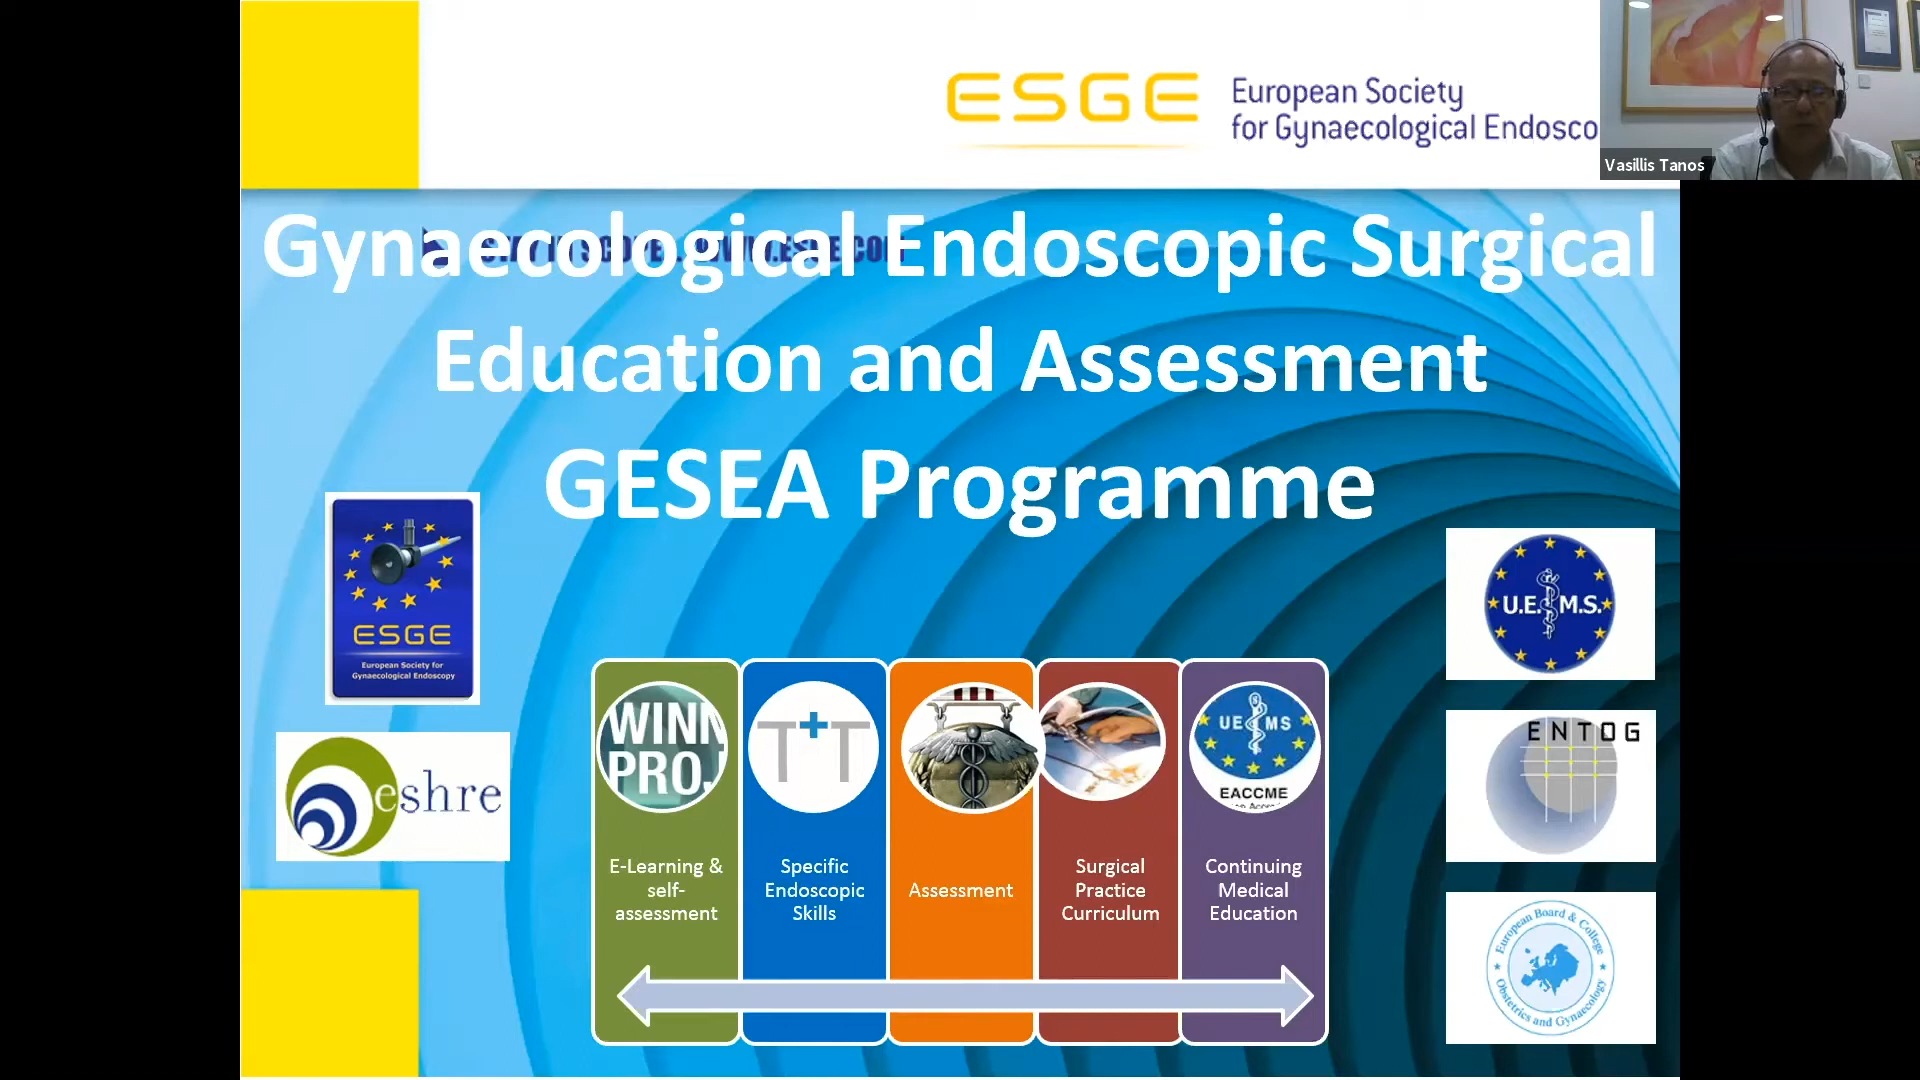 ESGE
European Society
for Gynaecological Endosco
Vasillis Tanos
Gynaecological Endoscopic Surgical
Education and Assessment
GESEA Programme
ESGE
European Society for
Gynaecological Endoscopy
eshre
U.E.M.S.
ENTOG
European Board & College
Obstetrics and Gynaecology
WINN
PROJ
T+T
UEMS
EACCME
E-Learning &
self-
assessment
Specific
Endoscopic
Skills
Assessment
Surgical
Practice
Curriculum
Continuing
Medical
Education